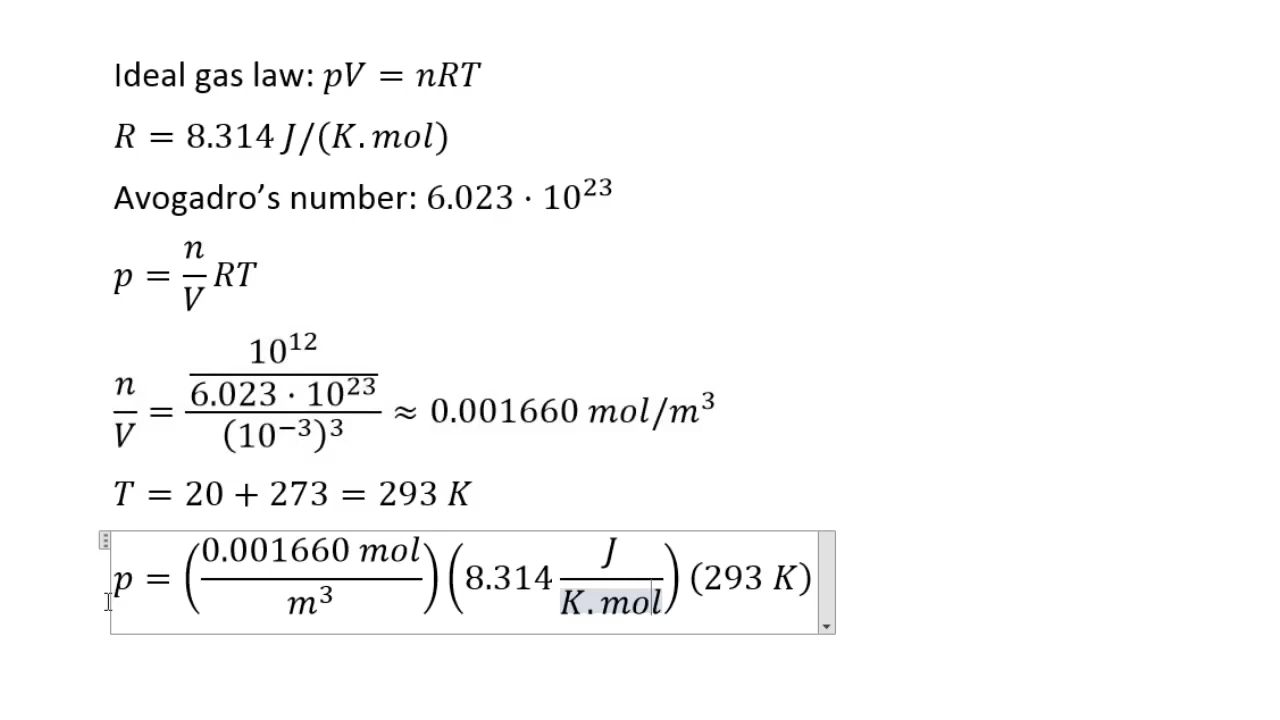 Ideal gas law: pV = nRT
R = 8.314 J/(K.mol)
Avogadro’s number: 6.023 · 10^23
p = n/V RT
n/V = (10^12/(6.023 · 10^23))/(10^−3)^3 ≈ 0.001660 mol/m^3
T = 20 + 273 = 293 K
p = (0.001660 mol/m^3)(8.314 J/K.mol)(293 K)